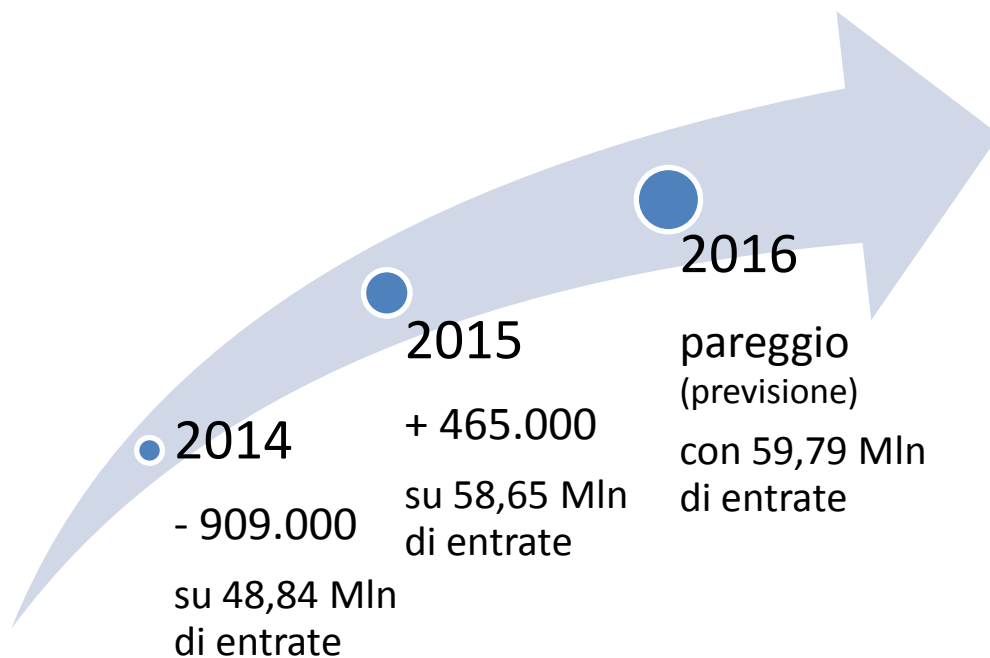 2014
- 909.000
su 48,84 Mln
di entrate
2015
+ 465.000
su 58,65 Mln
di entrate
2016
pareggio
(previsione)
con 59,79 Mln
di entrate